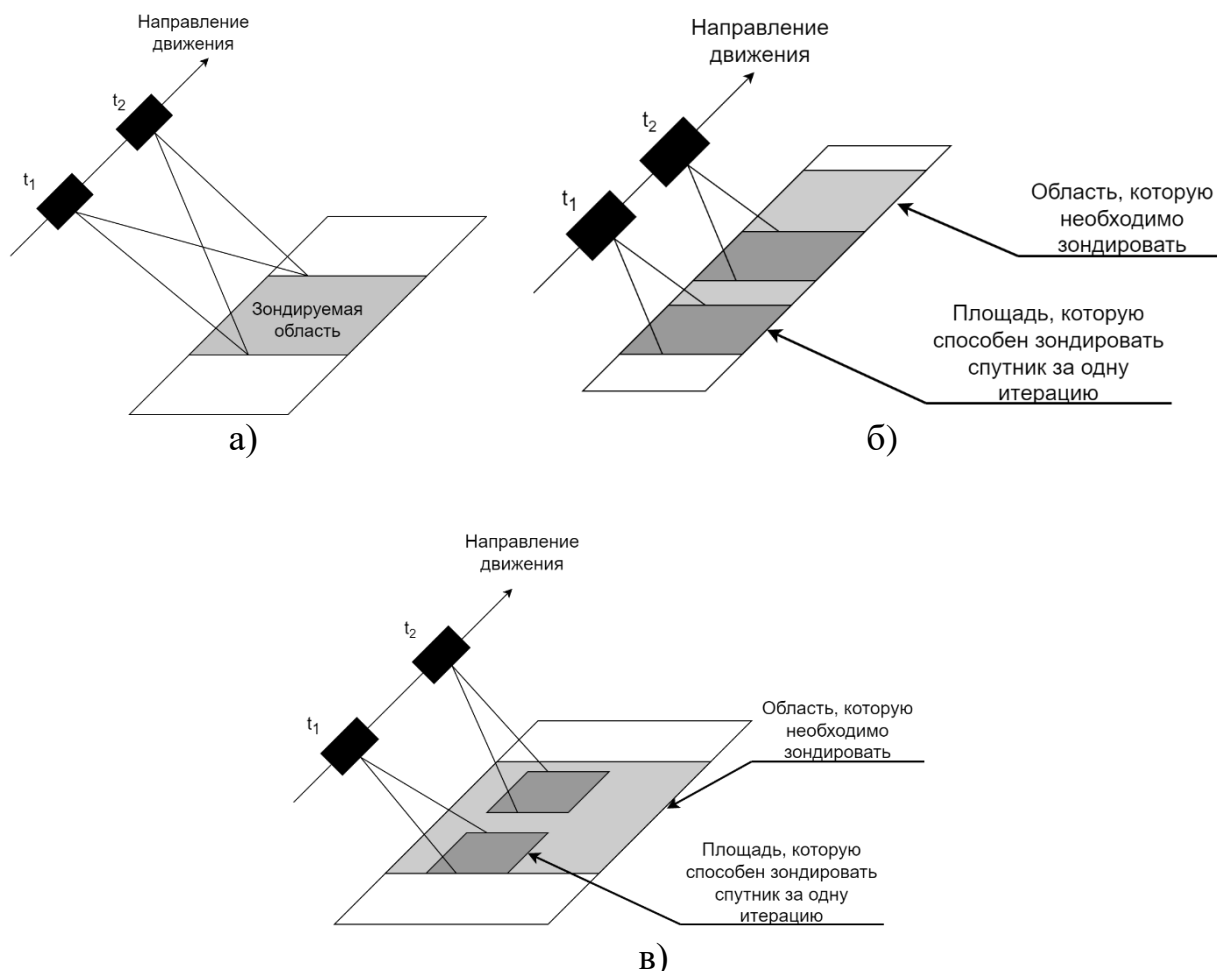 Направление
движения
t₂
t₁
Зондируемая
область
а)
Направление
движения
t₂
t₁
Область, которую
необходимо
зондировать
Площадь, которую
способен зондировать
спутник за одну
итерацию
б)
Направление
движения
t₂
t₁
Область, которую
необходимо
зондировать
Площадь, которую
способен зондировать
спутник за одну
итерацию
в)